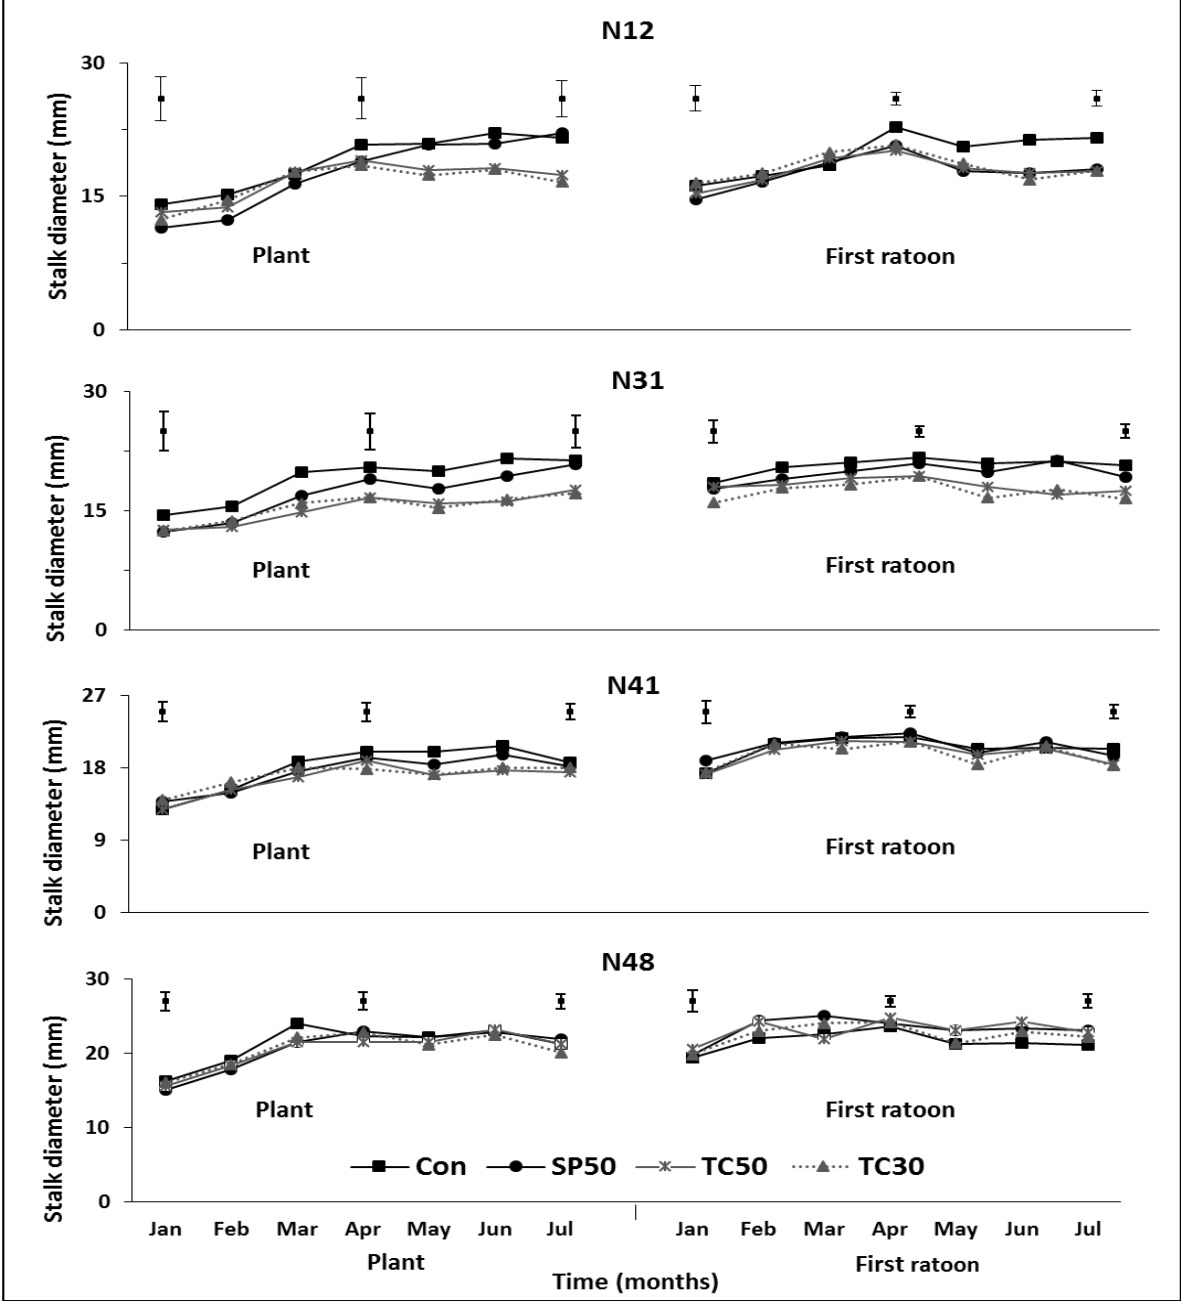 N12
30
15
0
Stalk diameter (mm)
Plant
First ratoon
N31
30
15
0
Stalk diameter (mm)
Plant
First ratoon
N41
27
18
9
0
Stalk diameter (mm)
Plant
First ratoon
N48
30
20
10
0
Stalk diameter (mm)
Plant
First ratoon
Con SP50 TC50 TC30
Jan Feb Mar Apr May Jun Jul Jan Feb Mar Apr May Jun Jul
Plant First ratoon
Time (months)